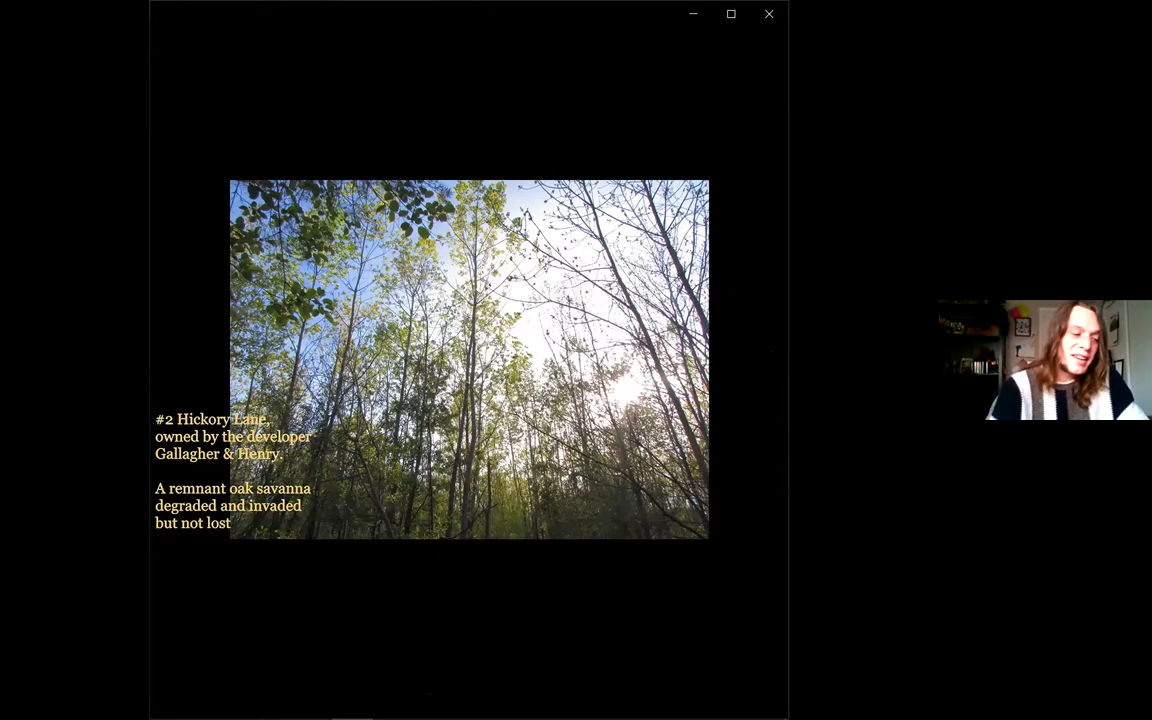 #2 Hickory Lane,
owned by the developer
Gallagher & Henry.
A remnant oak savanna
degraded and invaded
but not lost